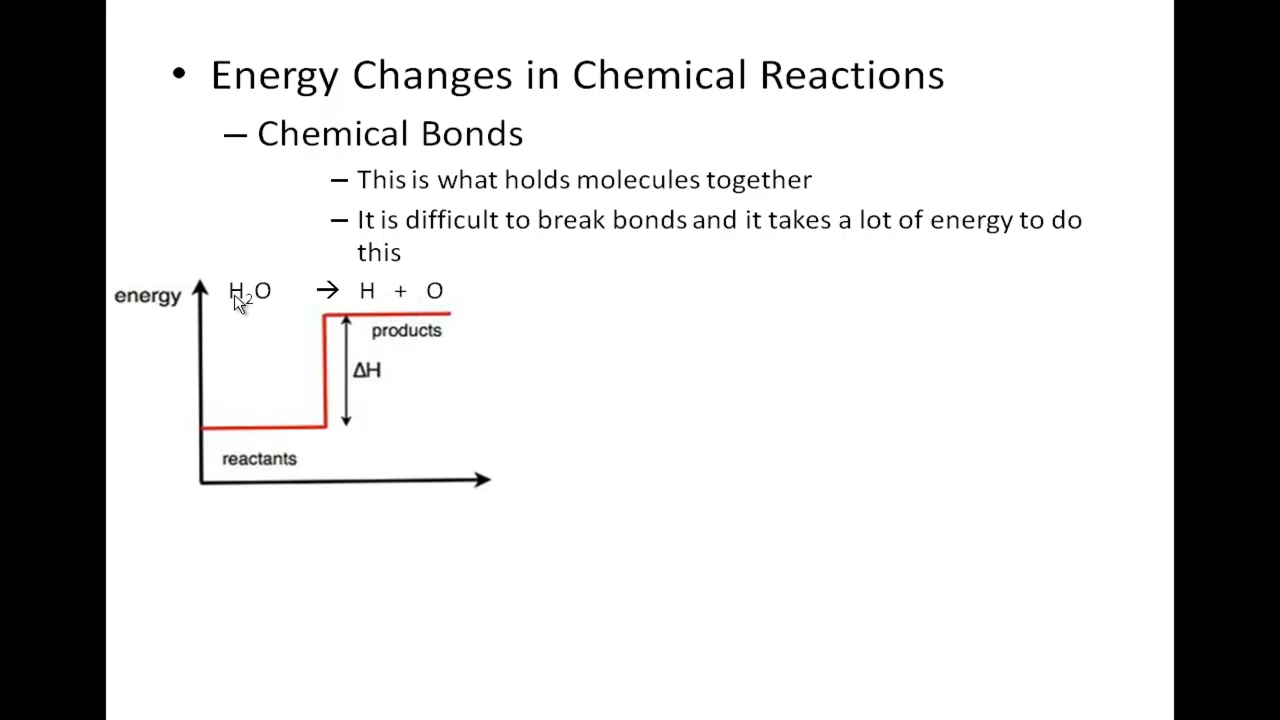 • Energy Changes in Chemical Reactions
– Chemical Bonds
– This is what holds molecules together
– It is difficult to break bonds and it takes a lot of energy to do
this
energy
H₂O → H + O
products
ΔH
reactants